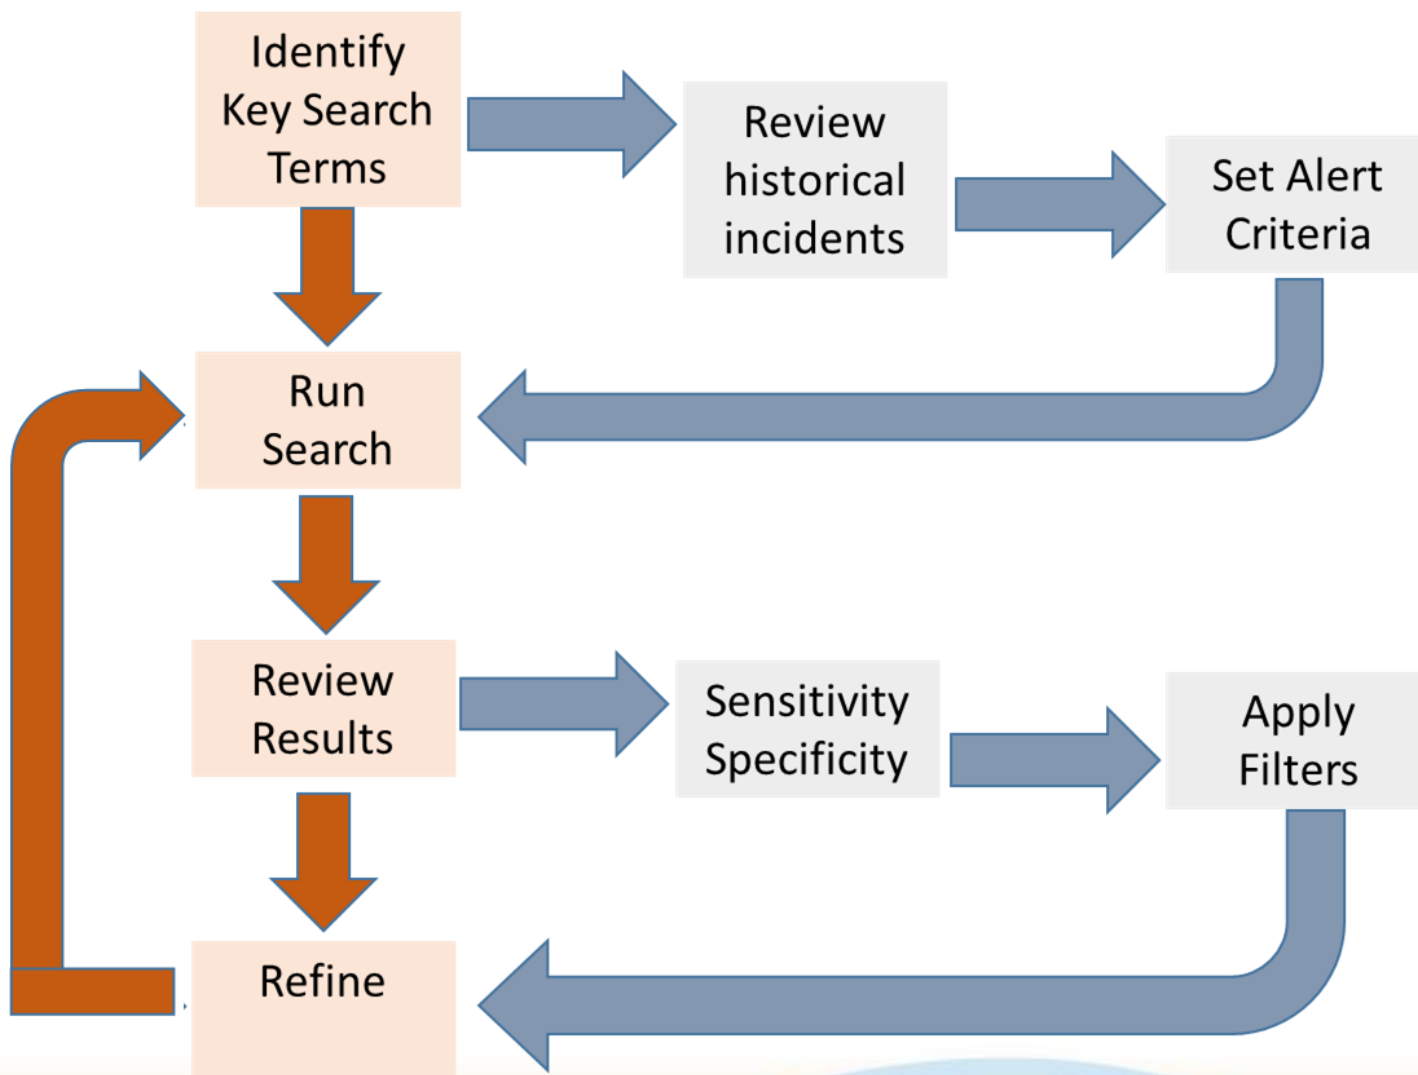 Identify
Key Search
Terms
Review
historical
incidents
Set Alert
Criteria
Run
Search
Review
Results
Sensitivity
Specificity
Apply
Filters
Refine